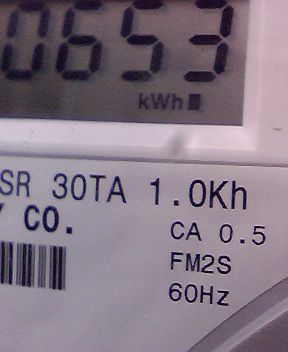 0653
kWh
SR 30TA 1.0Kh
CO.
CA 0.5
FM2S
60Hz